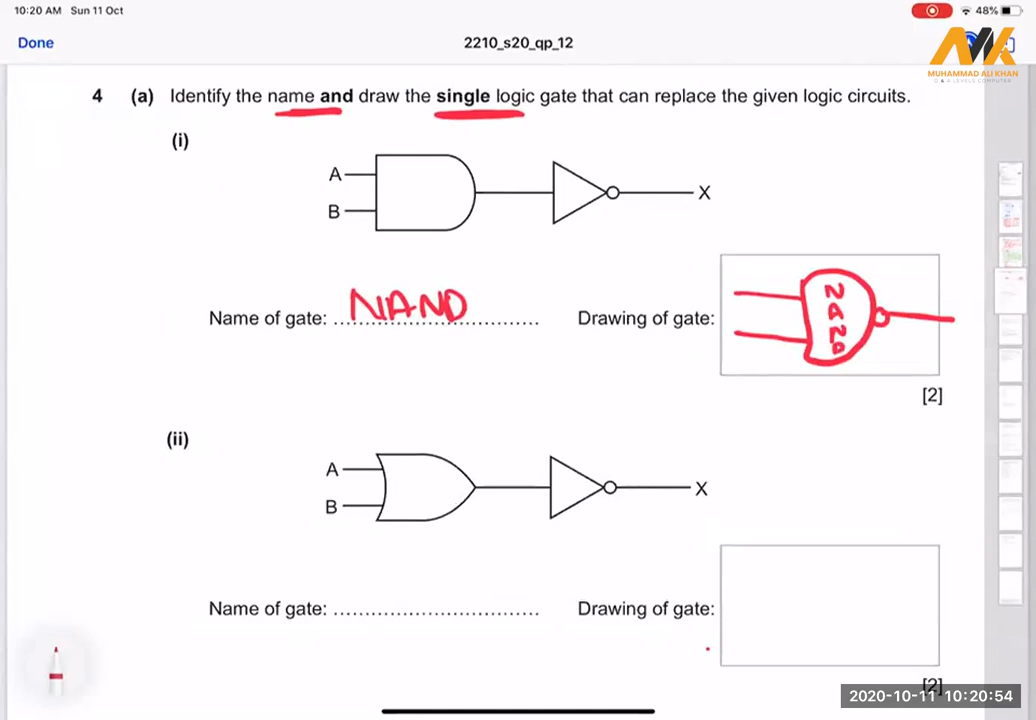 10:20 AM Sun 11 Oct
48%
Done
2210_s20_qp_12
MUHAMMAD ALI KHAN
O & A LEVELS COMPUTER
4 (a) Identify the name and draw the single logic gate that can replace the given logic circuits.
(i)
A
B
X
Name of gate: NAND
Drawing of gate: NAND
[2]
(ii)
A
B
X
Name of gate: ................................
Drawing of gate:
[2]
2020-10-11 10:20:54